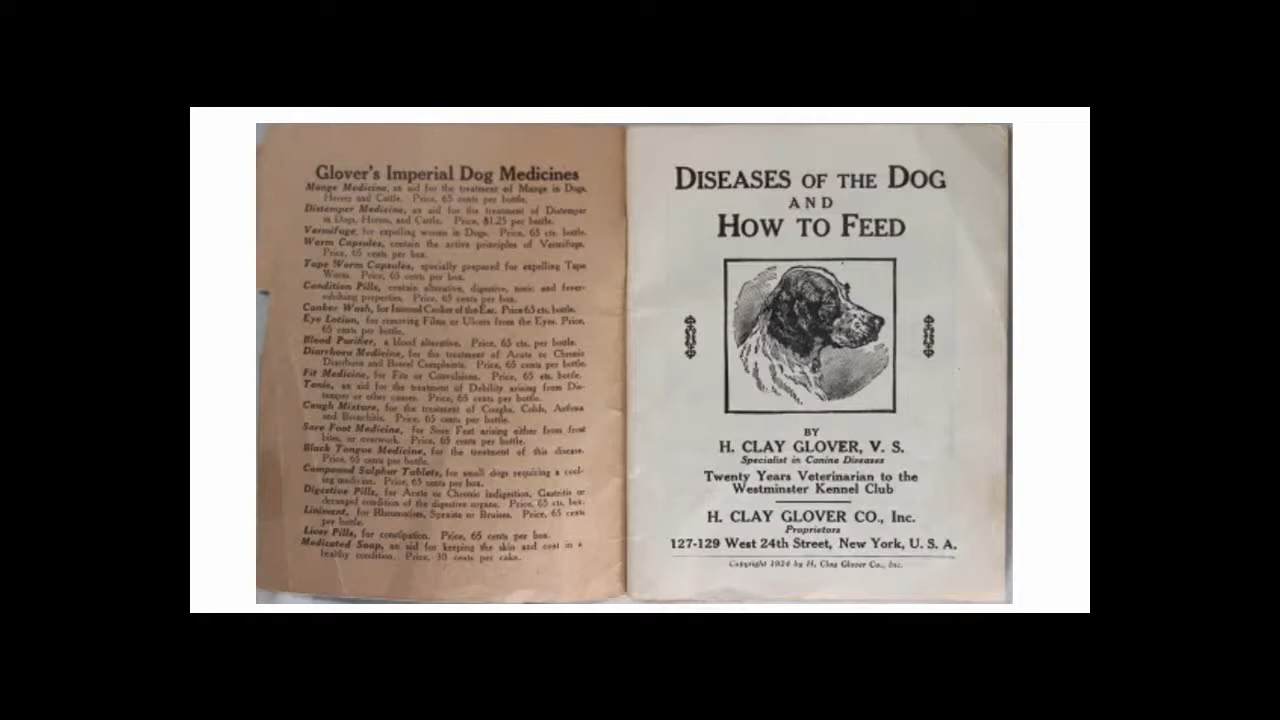 Glover's Imperial Dog Medicines
Mange Medicine, an aid for the treatment of Mange in Dogs,
Horses and Cattle. Price, 65 cents per bottle.
Distemper Medicine, an aid for the treatment of Distemper
in Dogs, Horses, and Cattle. Price, $1.25 per bottle.
Vermifuge, for expelling worms in Dogs. Price, 65 cts. bottle.
Worm Capsules, contain the active principles of Vermifuge.
Price, 65 cents per box.
Tape Worm Capsules, specially prepared for expelling Tape
Worm. Price, 65 cents per box.
Condition Pills, contain alterative, digestive, tonic and fever-
properties. Price, 65 cents per box.
Canker Wash, for Internal Canker of the Ear. Price 65 cts. bottle.
Eye Lotion, for removing Films or Ulcers from the Eyes. Price,
65 cents per bottle.
Blood Purifier, a blood alterative. Price, 65 cts. per bottle.
Diarrhoea Medicine, for the treatment of Acute or Chronic
Diarrhoea and Bowel Complaints. Price, 65 cents per bottle.
Fit Medicine, for Fits or Convulsions. Price, 65 cts. bottle.
Tonic, an aid for the treatment of Debility arising from Dis-
temper or other causes. Price, 65 cts. per bottle.
Cough Mixture, for the treatment of Coughs, Colds, Asthma
and Bronchitis. Price, 65 cents per bottle.
Sore Foot Medicine, for Sore Feet arising either from frost
bites, or overwork. Price, 65 cents per bottle.
Black Tongue Medicine, for the treatment of this disease.
Price, 65 cents per bottle.
Compound Sulphur Tablets, for small dogs requiring a cool-
ing medicine. Price, 65 cents per box.
Digestive Pills, for Acute or Chronic indigestion, Gastritis or
deranged condition of the digestive organs. Price, 65 cts. box.
Liniment, for Rheumatism, Sprains or Bruises. Price, 65 cents
per bottle.
Liver Pills, for constipation. Price, 65 cents per box.
Medicated Soap, an aid for keeping the skin and coat in a
healthy condition. Price, 30 cents per cake.
DISEASES OF THE DOG
AND
HOW TO FEED
BY
H. CLAY GLOVER, V. S.
Specialist in Canine Diseases
Twenty Years Veterinarian to the
Westminster Kennel Club
H. CLAY GLOVER CO., Inc.
Proprietors
127-129 West 24th Street, New York, U. S. A.
Copyright 1924 by H. Clay Glover Co., Inc.